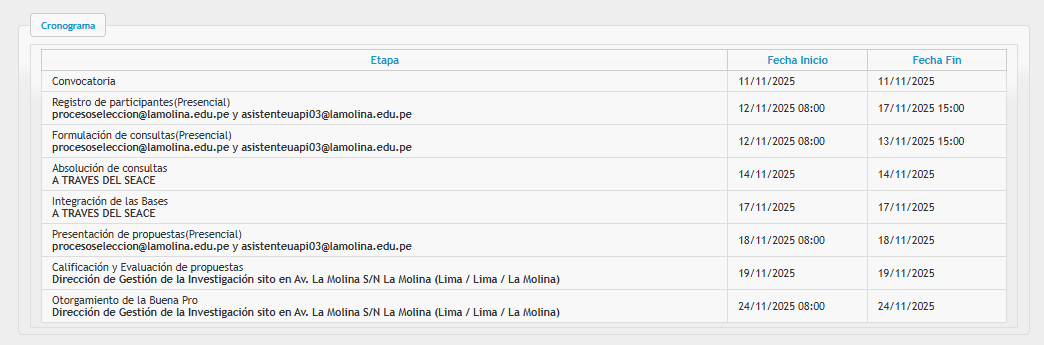 Cronograma
Etapa Fecha Inicio Fecha Fin
Convocatoria 11/11/2025 11/11/2025
Registro de participantes(Presencial)
procesoseleccion@lamolina.edu.pe y asistenteuapi03@lamolina.edu.pe 12/11/2025 08:00 17/11/2025 15:00
Formulación de consultas(Presencial)
procesoseleccion@lamolina.edu.pe y asistenteuapi03@lamolina.edu.pe 12/11/2025 08:00 13/11/2025 15:00
Absolución de consultas
A TRAVES DEL SEACE 14/11/2025 14/11/2025
Integración de las Bases
A TRAVES DEL SEACE 17/11/2025 17/11/2025
Presentación de propuestas(Presencial)
procesoseleccion@lamolina.edu.pe y asistenteuapi03@lamolina.edu.pe 18/11/2025 08:00 18/11/2025
Calificación y Evaluación de propuestas
Dirección de Gestión de la Investigación sito en Av. La Molina S/N La Molina (Lima / Lima / La Molina) 19/11/2025 19/11/2025
Otorgamiento de la Buena Pro
Dirección de Gestión de la Investigación sito en Av. La Molina S/N La Molina (Lima / Lima / La Molina) 24/11/2025 08:00 24/11/2025